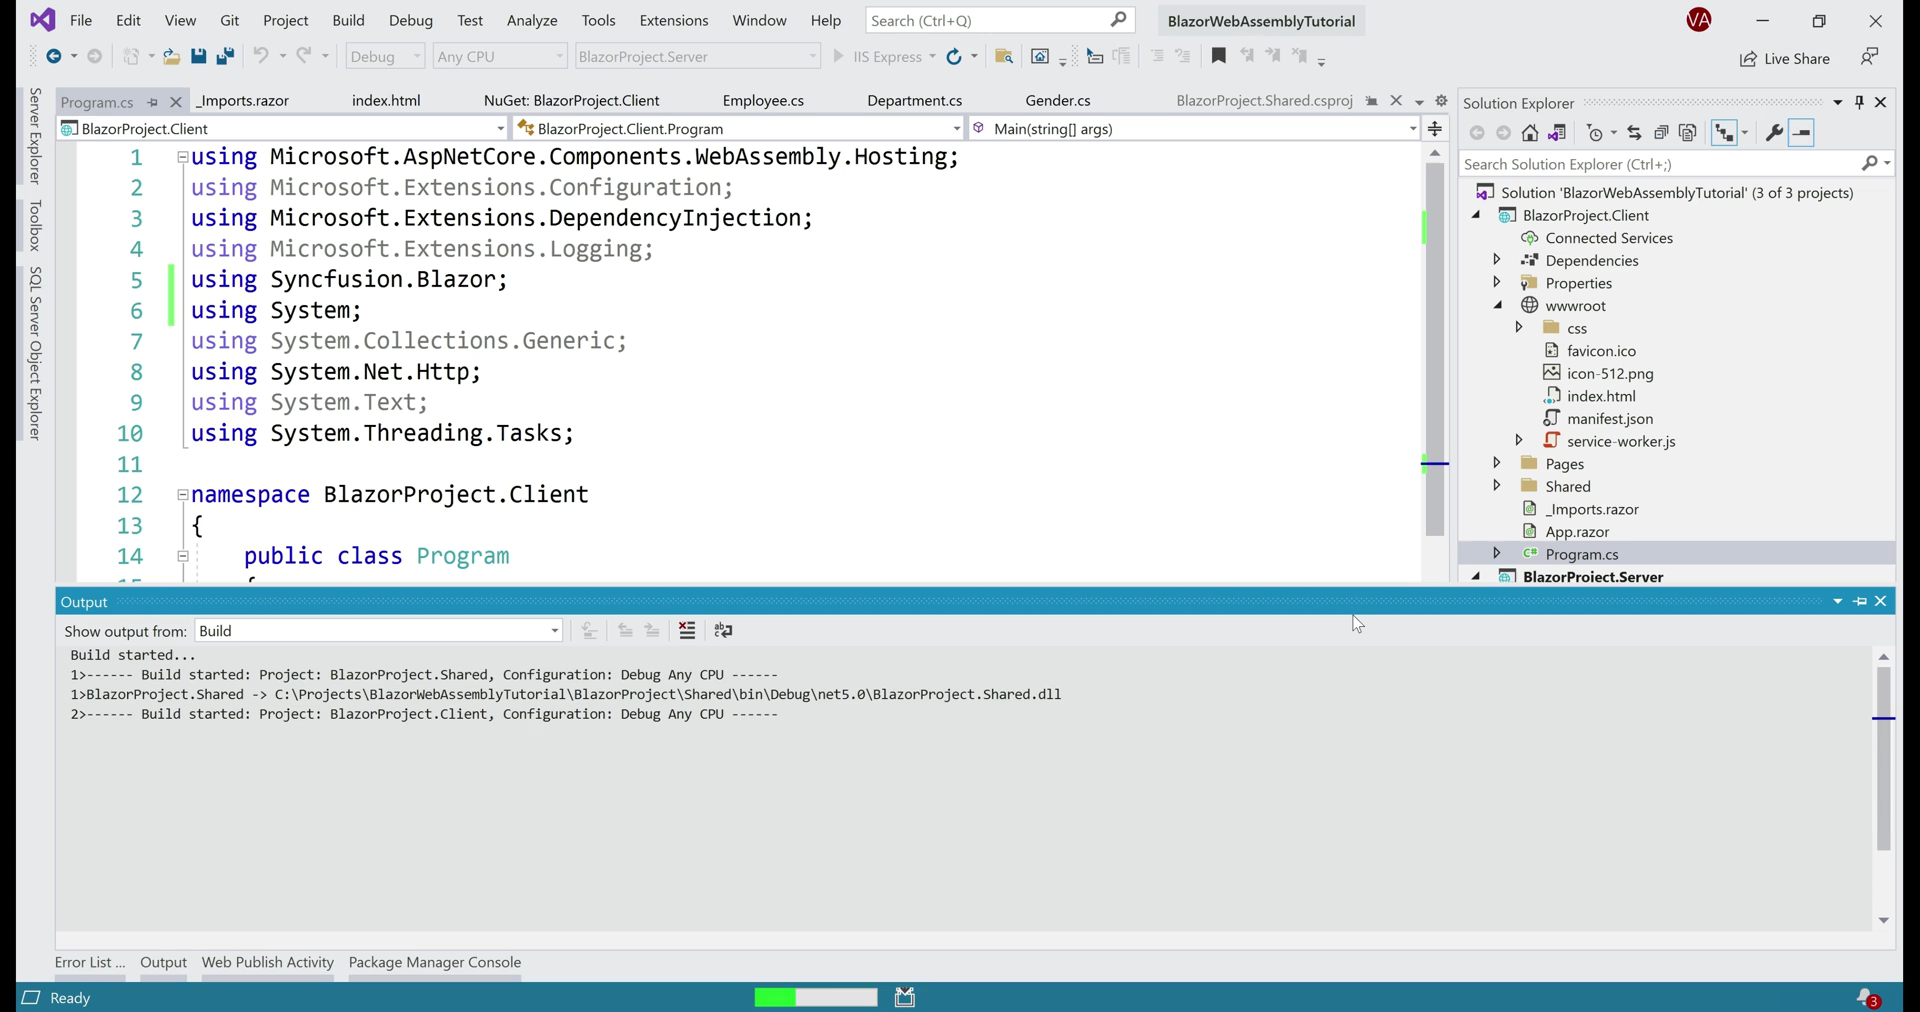 File Edit View Git Project Build Debug Test Analyze Tools Extensions Window Help Search (Ctrl+Q) BlazorWebAssemblyTutorial VA
Debug Any CPU BlazorProject.Server IIS Express Live Share
Server Explorer
Toolbox
SQL Server Object Explorer
Program.cs _Imports.razor index.html NuGet: BlazorProject.Client Employee.cs Department.cs Gender.cs BlazorProject.Shared.csproj
BlazorProject.Client BlazorProject.Client.Program Main(string[] args)
1 using Microsoft.AspNetCore.Components.WebAssembly.Hosting;
2 using Microsoft.Extensions.Configuration;
3 using Microsoft.Extensions.DependencyInjection;
4 using Microsoft.Extensions.Logging;
5 using Syncfusion.Blazor;
6 using System;
7 using System.Collections.Generic;
8 using System.Net.Http;
9 using System.Text;
10 using System.Threading.Tasks;
11
12 namespace BlazorProject.Client
13 {
14 public class Program
15 {
Solution Explorer
Search Solution Explorer (Ctrl+;)
Solution 'BlazorWebAssemblyTutorial' (3 of 3 projects)
BlazorProject.Client
Connected Services
Dependencies
Properties
wwwroot
css
favicon.ico
icon-512.png
index.html
manifest.json
service-worker.js
Pages
Shared
_Imports.razor
App.razor
C# Program.cs
BlazorProject.Server
Output
Show output from: Build
Build started...
1>------ Build started: Project: BlazorProject.Shared, Configuration: Debug Any CPU ------
1>BlazorProject.Shared -> C:\Projects\BlazorWebAssemblyTutorial\BlazorProject\Shared\bin\Debug\net5.0\BlazorProject.Shared.dll
2>------ Build started: Project: BlazorProject.Client, Configuration: Debug Any CPU ------
Error List ... Output Web Publish Activity Package Manager Console
Ready 3